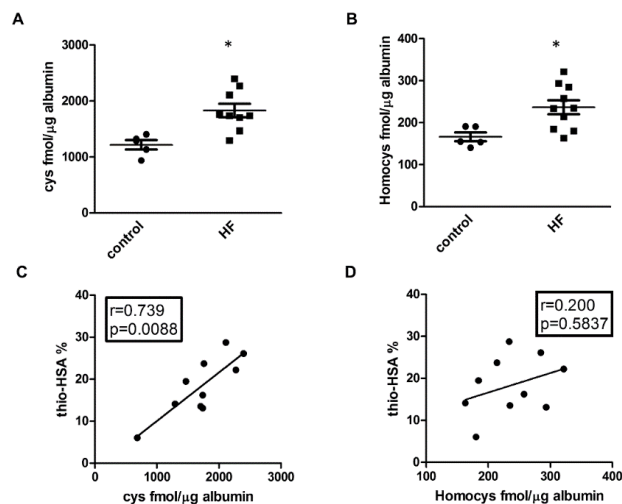 A
*
3000
2000
1000
0
cys fmol/μg albumin
control
HF
B
*
400
300
200
100
0
Homocys fmol/μg albumin
control
HF
C
r=0.739
p=0.0088
40
30
20
10
0
thio-HSA %
0 1000 2000 3000
cys fmol/μg albumin
D
r=0.200
p=0.5837
40
30
20
10
0
thio-HSA %
100 200 300 400
Homocys fmol/μg albumin